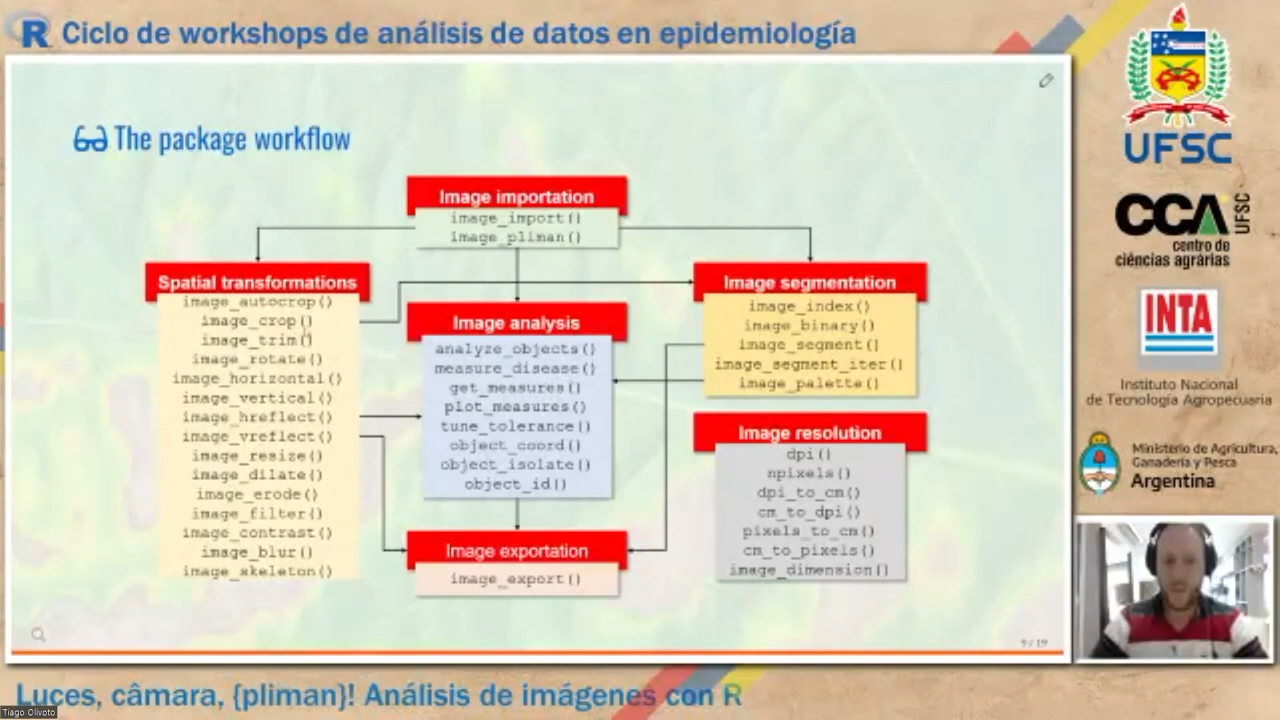 R Ciclo de workshops de análisis de datos en epidemiología
The package workflow
Image importation
image_import()
image_pliman()
Spatial transformations
image_autocrop()
image_crop()
image_trim()
image_rotate()
image_horizontal()
image_vertical()
image_hreflect()
image_vreflect()
image_resize()
image_dilate()
image_erode()
image_filter()
image_contrast()
image_blur()
image_skeleton()
Image analysis
analyze_objects()
measure_disease()
get_measures()
plot_measures()
tune_tolerance()
object_coord()
object_isolate()
object_id()
Image exportation
image_export()
Image segmentation
image_index()
image_binary()
image_segment()
image_segment_iter()
image_palette()
Image resolution
dpi()
npixels()
dpi_to_cm()
cm_to_dpi()
pixels_to_cm()
cm_to_pixels()
image_dimension()
9 / 19
UFSC
CCA UFSC
centro de
ciências agrárias
INTA
Instituto Nacional
de Tecnología Agropecuaria
Ministerio de Agricultura,
Ganadería y Pesca
Argentina
Luces, câmara, {pliman}! Análisis de imágenes con R
Tiago Olivoto